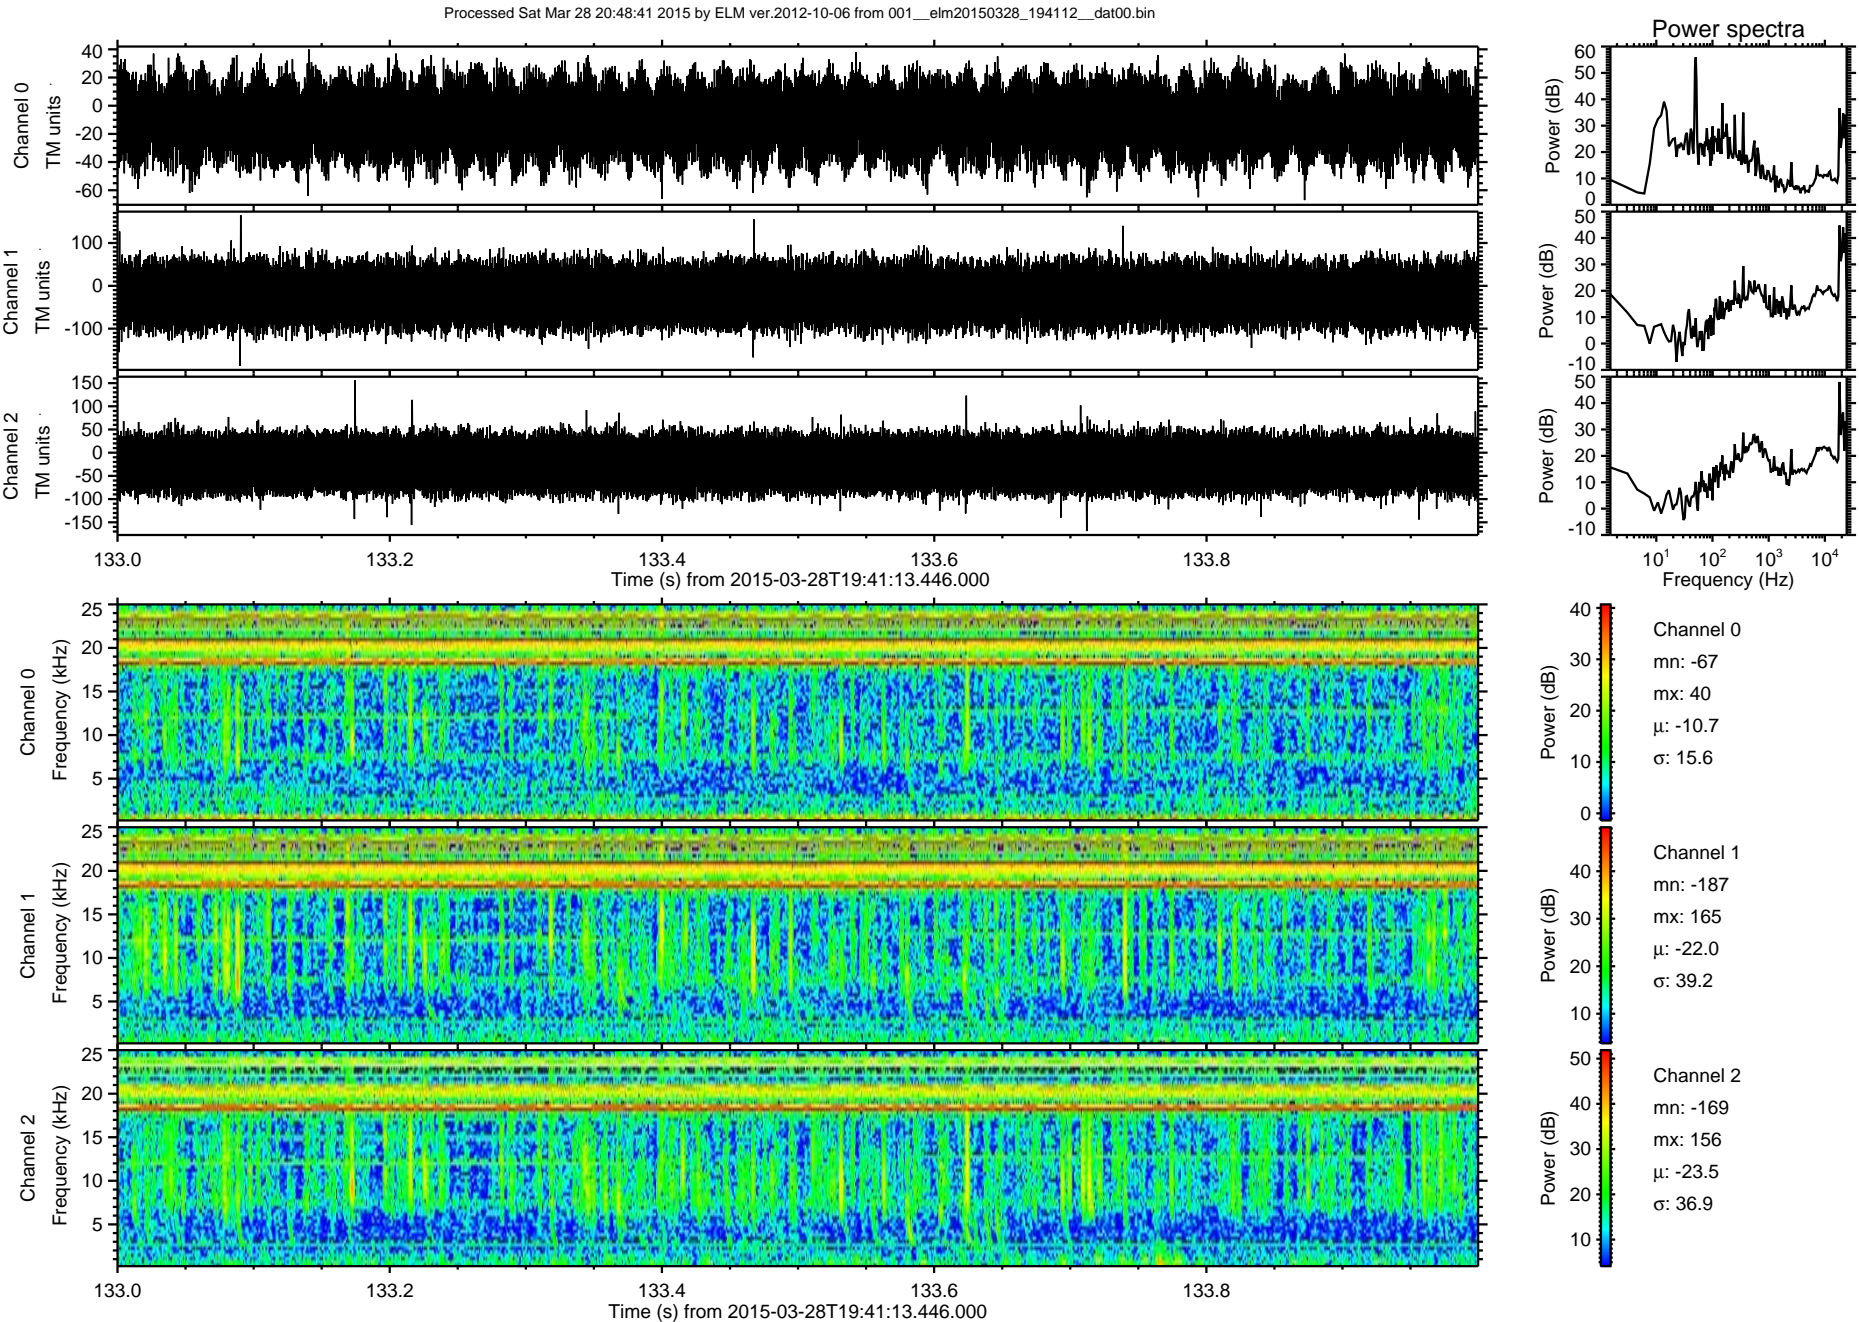 Processed Sat Mar 28 20:48:41 2015 by ELM ver.2012-10-06 from 001__elm20150328_194112__dat00.bin
Power spectra
Channel 0
TM units
40
20
0
-20
-40
-60
Power (dB)
60
50
40
30
20
10
0
Channel 1
TM units
100
0
-100
Power (dB)
50
40
30
20
10
0
-10
Channel 2
TM units
150
100
50
0
-50
-100
-150
Power (dB)
50
40
30
20
10
0
-10
133.0 133.2 133.4 133.6 133.8
Time (s) from 2015-03-28T19:41:13.446.000
10¹ 10² 10³ 10⁴
Frequency (Hz)
Channel 0
Frequency (kHz)
25
20
15
10
5
Power (dB)
40
30
20
10
0
Channel 0
mn: -67
mx: 40
μ: -10.7
σ: 15.6
Channel 1
Frequency (kHz)
25
20
15
10
5
Power (dB)
40
30
20
10
Channel 1
mn: -187
mx: 165
μ: -22.0
σ: 39.2
Channel 2
Frequency (kHz)
25
20
15
10
5
Power (dB)
50
40
30
20
10
Channel 2
mn: -169
mx: 156
μ: -23.5
σ: 36.9
133.0 133.2 133.4 133.6 133.8
Time (s) from 2015-03-28T19:41:13.446.000